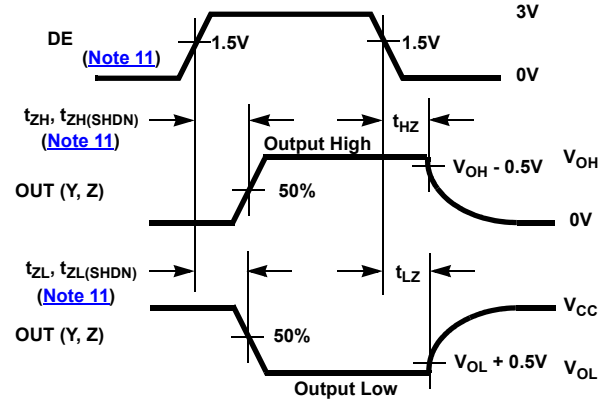 3V
DE
1.5V
1.5V
(Note 11)
0V
tZH, tZH(SHDN)
tHZ
(Note 11)
Output High
VOH - 0.5V
VOH
OUT (Y, Z)
50%
0V
tZL, tZL(SHDN)
tLZ
(Note 11)
VCC
OUT (Y, Z)
50%
VOL + 0.5V
VOL
Output Low